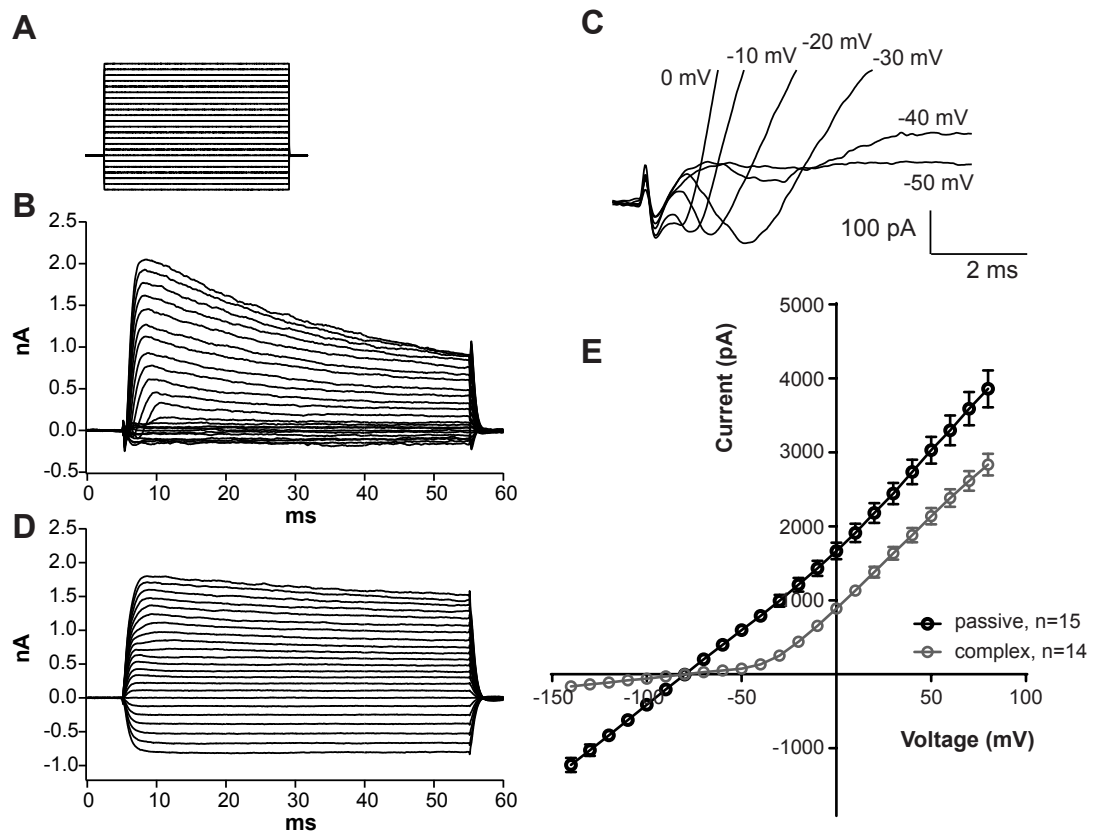 A
B
2.5
2.0
1.5
1.0
0.5
0.0
-0.5
nA
0 10 20 30 40 50 60
ms
C
0 mV
-10 mV
-20 mV
-30 mV
-40 mV
-50 mV
100 pA
2 ms
D
2.5
2.0
1.5
1.0
0.5
0.0
-0.5
-1.0
nA
0 10 20 30 40 50 60
ms
E
Current (pA)
5000
4000
3000
2000
1000
-1000
-150 -100 -50 50 100
Voltage (mV)
passive, n=15
complex, n=14